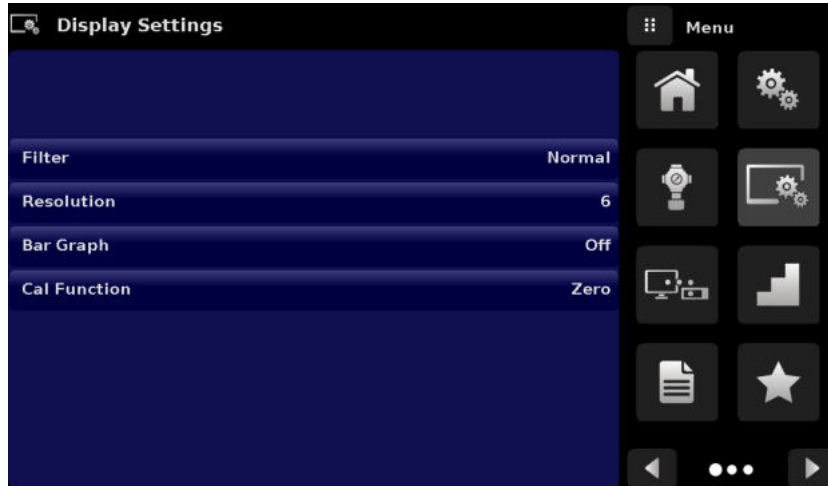 Display Settings
Menu
Filter Normal
Resolution 6
Bar Graph Off
Cal Function Zero